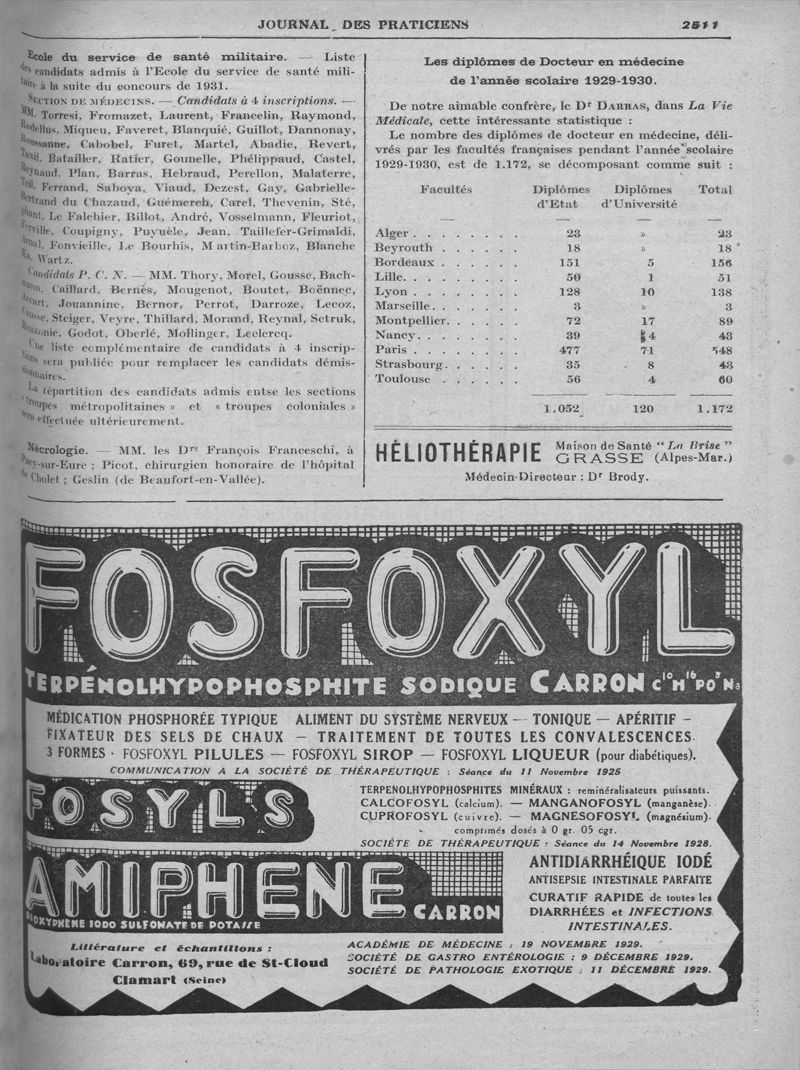 JOURNAL DES PRATICIENS 2511
Ecole du service de santé militaire. — Liste
des candidats admis à l'Ecole du service de santé mili-
taire à la suite du concours de 1931.
SECTION DE MÉDECINS. — Candidats à 4 inscriptions. —
MM. Torresi, Fromazet, Laurent, Francelin, Raymond,
Rodellus, Miqueu, Faveret, Blanquié, Guillot, Dannonay,
Roussanne, Cabobel, Furet, Martel, Abadie, Revert,
Batailler, Ratier, Gounelle, Phélippaud, Castel,
Reynaud, Plan, Barras, Hebraud, Perellon, Malaterre,
Teil, Ferrand, Saboya, Viaud, Dezest, Gay, Gabrielle-
Bertrand du Chazaud, Guémereh, Carel, Thevenin, Sté,
Le Falehier, Billot, André, Vosselmann, Fleuriot,
Ferville, Coupigny, Puyuèle, Jean, Taillefer-Grimaldi,
Arnal, Fonvieille, Le Bourhis, Martin-Barboz, Blanche
Wartz.
Candidats P. C. N. — MM. Thory, Morel, Gousse, Bach-
mann, Caillard, Bernès, Mougenot, Boutet, Boënnec,
Jouannine, Bernor, Perrot, Darroze, Lecoz,
Steiger, Veyre, Thillard, Morand, Reynal, Setruk,
Bouzonie, Godot, Oberlé, Moflinger, Leclercq.
Une liste complémentaire de candidats à 4 inscrip-
tions sera publiée pour remplacer les candidats démis-
sionnaires.
La répartition des candidats admis entse les sections
« troupes métropolitaines » et « troupes coloniales »
sera effectuée ultérieurement.
Nécrologie. — MM. les Drs François Franceschi, à
Pacy-sur-Eure ; Picot, chirurgien honoraire de l'hôpital
de Cholet ; Geslin (de Beaufort-en-Vallée).
Les diplômes de Docteur en médecine
de l'année scolaire 1929-1930.
De notre aimable confrère, le Dr DARRAS, dans La Vie
Médicale, cette intéressante statistique :
Le nombre des diplômes de docteur en médecine, déli-
vrés par les facultés françaises pendant l'année scolaire
1929-1930, est de 1.172, se décomposant comme suit :
Facultés Diplômes Diplômes Total
d'Etat d'Université
— — — —
Alger . . . . . . . . 23 » 23
Beyrouth . . . . . . 18 » 18
Bordeaux . . . . . . 151 5 156
Lille. . . . . . . . 50 1 51
Lyon . . . . . . . . 128 10 138
Marseille. . . . . . 3 » 3
Montpellier. . . . . 72 17 89
Nancy. . . . . . . . 39 4 43
Paris . . . . . . . . 477 71 548
Strasbourg. . . . . 35 8 43
Toulouse . . . . . . 56 4 60
1.052 120 1.172
HÉLIOTHÉRAPIE Maison de Santé “La Brise”
GRASSE (Alpes-Mar.)
Médecin-Directeur : Dr Brody.
FOSFOXYL
TERPÉNOLHYPOPHOSPHITE SODIQUE CARRON C10H16PO3Na
MÉDICATION PHOSPHORÉE TYPIQUE ALIMENT DU SYSTÈME NERVEUX — TONIQUE — APÉRITIF —
FIXATEUR DES SELS DE CHAUX — TRAITEMENT DE TOUTES LES CONVALESCENCES.
3 FORMES · FOSFOXYL PILULES — FOSFOXYL SIROP — FOSFOXYL LIQUEUR (pour diabétiques).
COMMUNICATION A LA SOCIÉTÉ DE THÉRAPEUTIQUE : Séance du 11 Novembre 1925
FOSYL'S
TERPENOLHYPOPHOSPHITES MINÉRAUX : reminéralisateurs puissants.
CALCOFOSYL (calcium). — MANGANOFOSYL (manganèse).
CUPROFOSYL (cuivre). — MAGNÉSOFOSYL (magnésium).
comprimés dosés à 0 gr. 05 cgr.
SOCIÉTE DE THÉRAPEUTIQUE : Séance du 14 Novembre 1928.
AMIPHENE
DIOXYPHÈNE IODO SULFONATE DE POTASSE CARRON
ANTIDIARRHÉIQUE IODÉ
ANTISEPSIE INTESTINALE PARFAITE
CURATIF RAPIDE de toutes les
DIARRHÉES et INFECTIONS
INTESTINALES.
Littérature et échantillons :
Laboratoire Carron, 69, rue de St-Cloud
Clamart (Seine)
ACADÉMIE DE MÉDECINE : 19 NOVEMBRE 1929.
SOCIÉTÉ DE GASTRO ENTÉROLOGIE : 9 DÉCEMBRE 1929.
SOCIÉTÉ DE PATHOLOGIE EXOTIQUE : 11 DÉCEMBRE 1929.